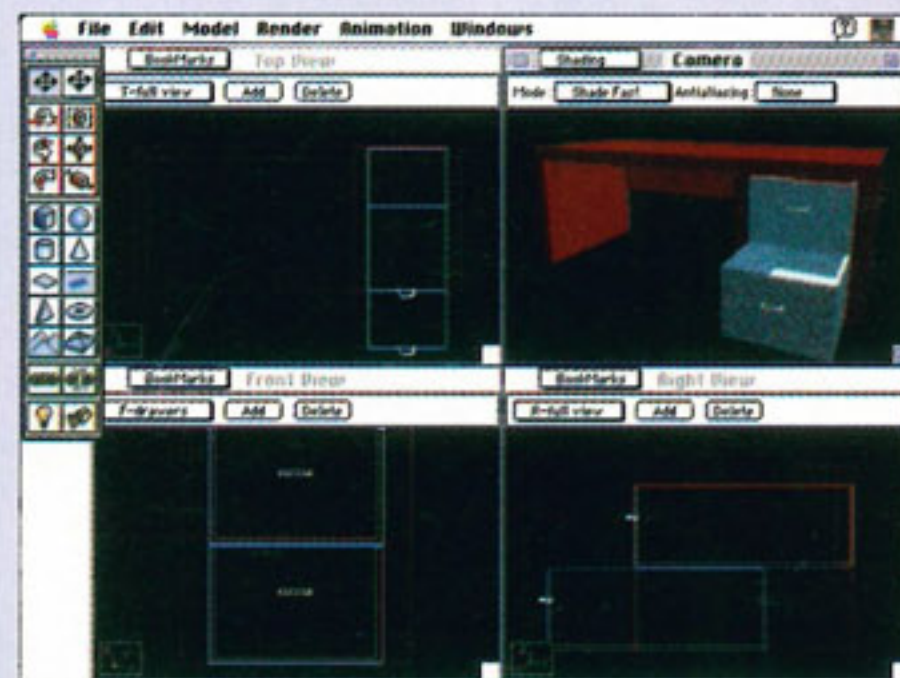 File Edit Model Render Animation Windows
BookMarks Top View
T-full view Add Delete
Shading Camera
Mode Shade Fast Antialiasing: None
BookMarks Front View
F-drawers Add Delete
BookMarks Right View
R-full view Add Delete